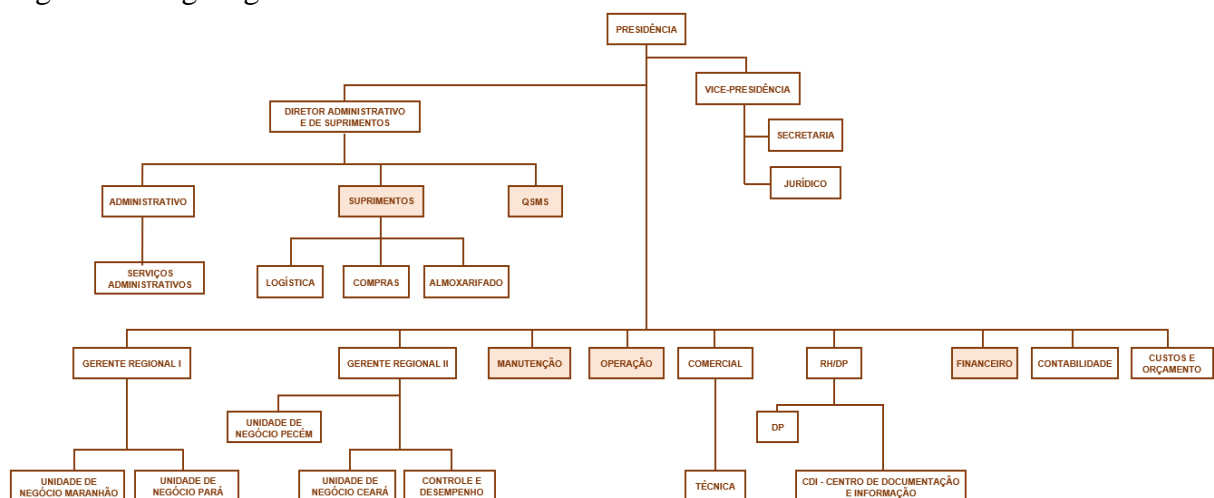 PRESIDÊNCIA
VICE-PRESIDÊNCIA
DIRETOR ADMINISTRATIVO
E DE SUPRIMENTOS
SECRETARIA
JURÍDICO
ADMINISTRATIVO
SUPRIMENTOS
QSMS
SERVIÇOS
ADMINISTRATIVOS
LOGÍSTICA
COMPRAS
ALMOXARIFADO
GERENTE REGIONAL I
GERENTE REGIONAL II
MANUTENÇÃO
OPERAÇÃO
COMERCIAL
RH/DP
FINANCEIRO
CONTABILIDADE
CUSTOS E
ORÇAMENTO
UNIDADE DE
NEGÓCIO PECÉM
DP
UNIDADE DE
NEGÓCIO MARANHÃO
UNIDADE DE
NEGÓCIO PARÁ
UNIDADE DE
NEGÓCIO CEARÁ
CONTROLE E
DESEMPENHO
TÉCNICA
CDI - CENTRO DE DOCUMENTAÇÃO
E INFORMAÇÃO